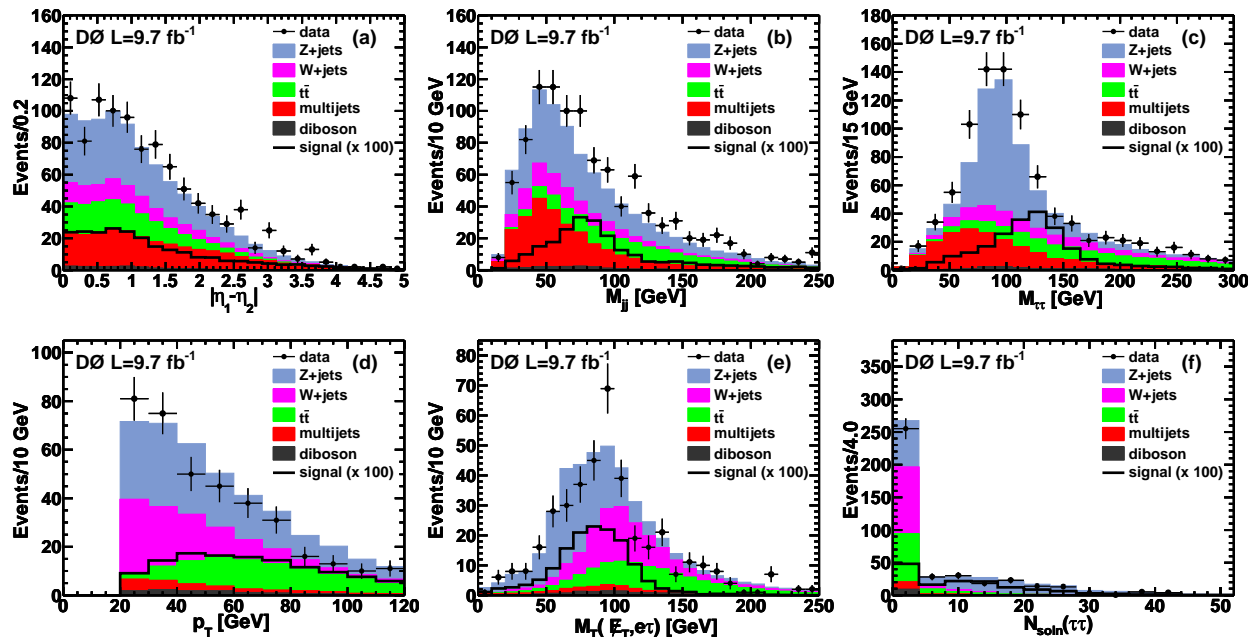 DØ L=9.7 fb⁻¹ (a)
data
Z+jets
W+jets
tt̄
multijets
diboson
signal (x 100)
Events/0.2
0 20 40 60 80 100 120 140 160
0 0.5 1 1.5 2 2.5 3 3.5 4 4.5 5
|η₁-η₂|
DØ L=9.7 fb⁻¹ (b)
data
Z+jets
W+jets
tt̄
multijets
diboson
signal (x 100)
Events/10 GeV
0 20 40 60 80 100 120 140 160
0 50 100 150 200 250
M_jj [GeV]
DØ L=9.7 fb⁻¹ (c)
data
Z+jets
W+jets
tt̄
multijets
diboson
signal (x 100)
Events/15 GeV
0 20 40 60 80 100 120 140 160 180
0 50 100 150 200 250 300
M_ττ [GeV]
DØ L=9.7 fb⁻¹ (d)
data
Z+jets
W+jets
tt̄
multijets
diboson
signal (x 100)
Events/10 GeV
0 20 40 60 80 100
0 20 40 60 80 100 120
p_T [GeV]
DØ L=9.7 fb⁻¹ (e)
data
Z+jets
W+jets
tt̄
multijets
diboson
signal (x 100)
Events/10 GeV
0 10 20 30 40 50 60 70 80
0 50 100 150 200 250
M_T( E̸_T,eτ) [GeV]
DØ L=9.7 fb⁻¹ (f)
data
Z+jets
W+jets
tt̄
multijets
diboson
signal (x 100)
Events/4.0
0 50 100 150 200 250 300 350
0 10 20 30 40 50
N_soln(ττ)